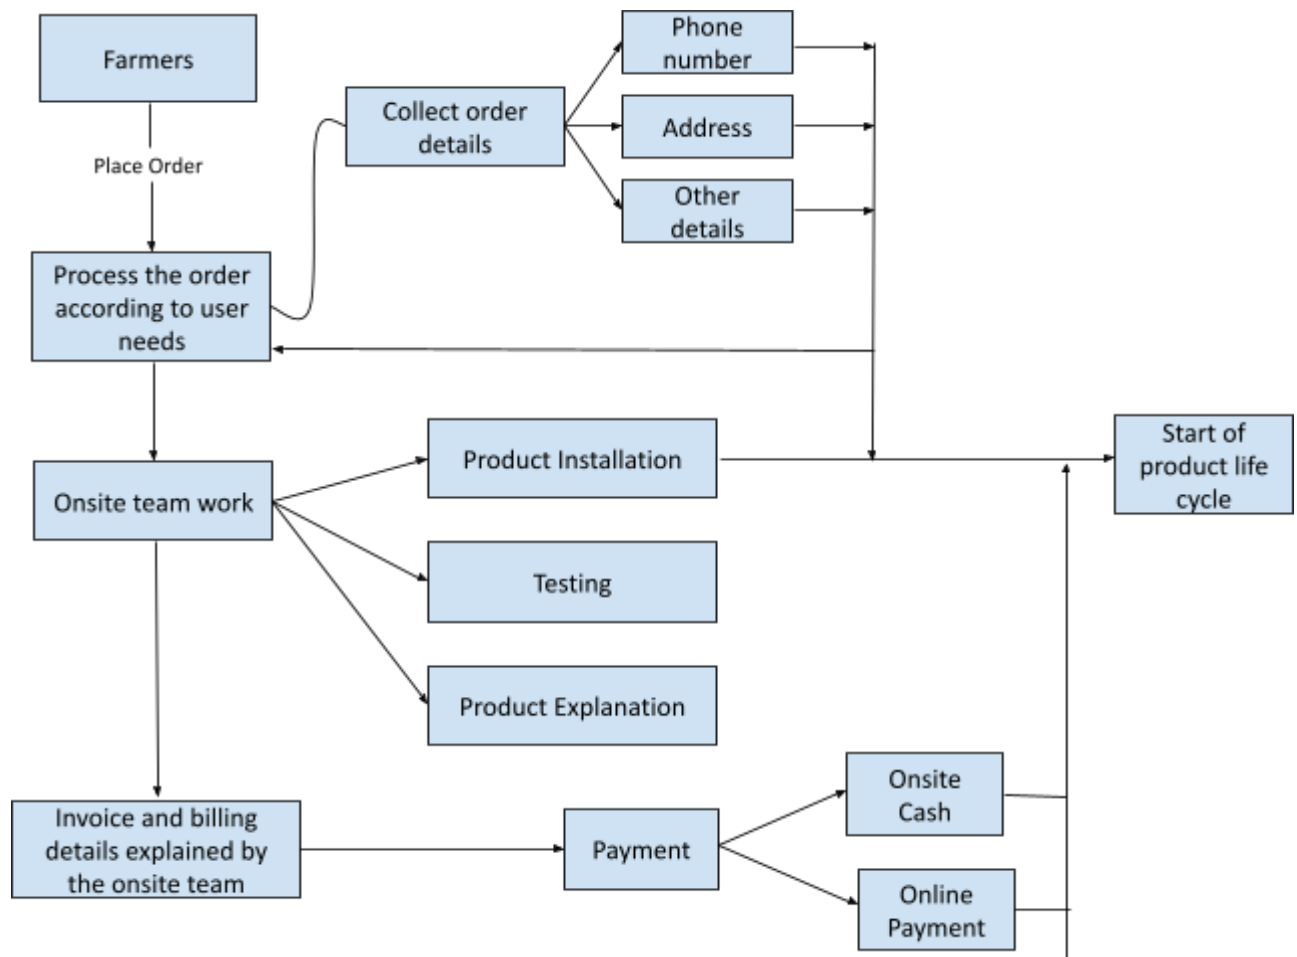 Farmers
Place Order
Process the order
according to user
needs
Collect order
details
Phone
number
Address
Other
details
Onsite team work
Product Installation
Testing
Product Explanation
Start of
product life
cycle
Invoice and billing
details explained by
the onsite team
Payment
Onsite
Cash
Online
Payment